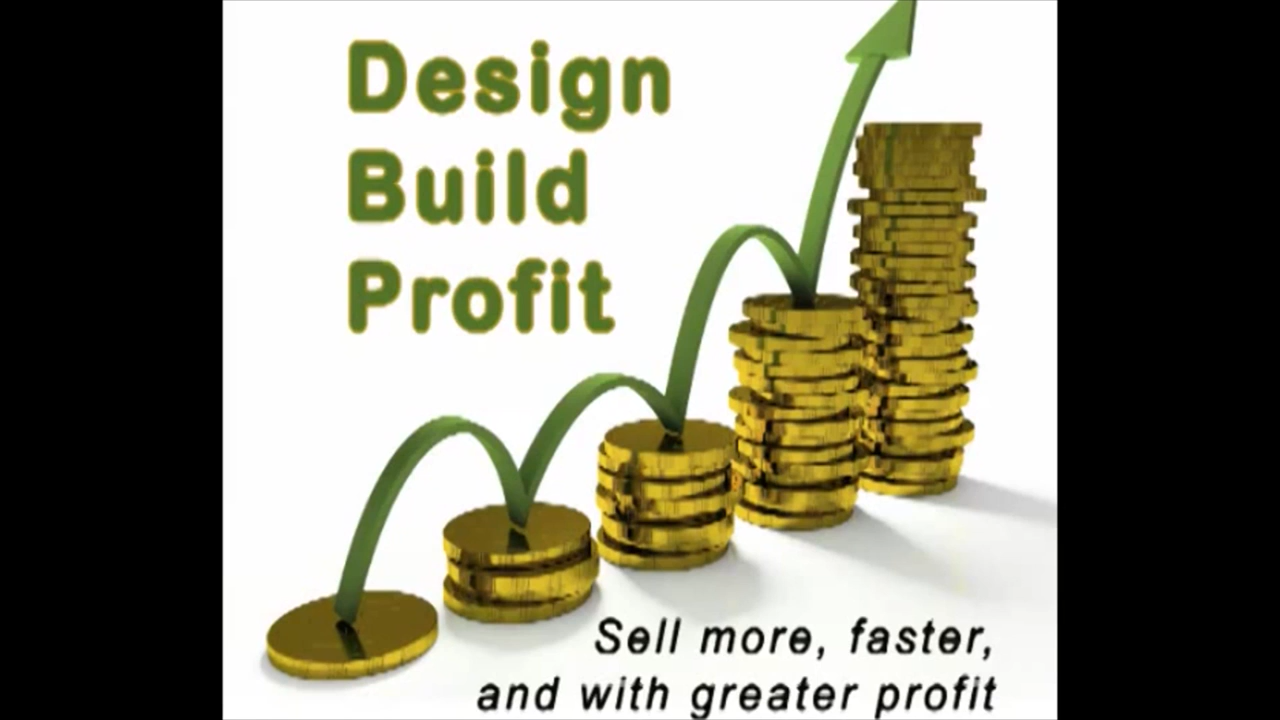 Design
Build
Profit
Sell more, faster,
and with greater profit